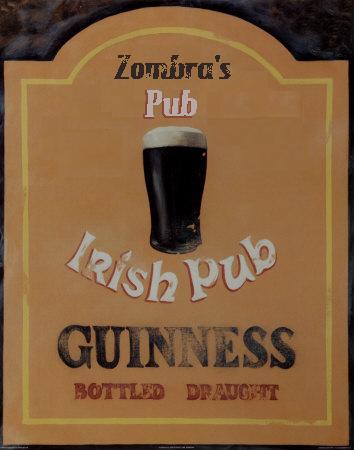 Zombra's
Pub
Irish Pub
GUINNESS
BOTTLED DRAUGHT